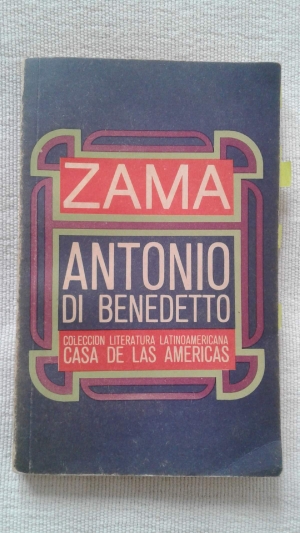 ZAMA
ANTONIO
DI BENEDETTO
COLECCION LITERATURA LATINOAMERICANA
CASA DE LAS AMERICAS